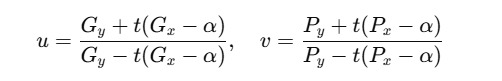 u = \frac{G_y + t(G_x - \alpha)}{G_y - t(G_x - \alpha)}, \quad v = \frac{P_y + t(P_x - \alpha)}{P_y - t(P_x - \alpha)}